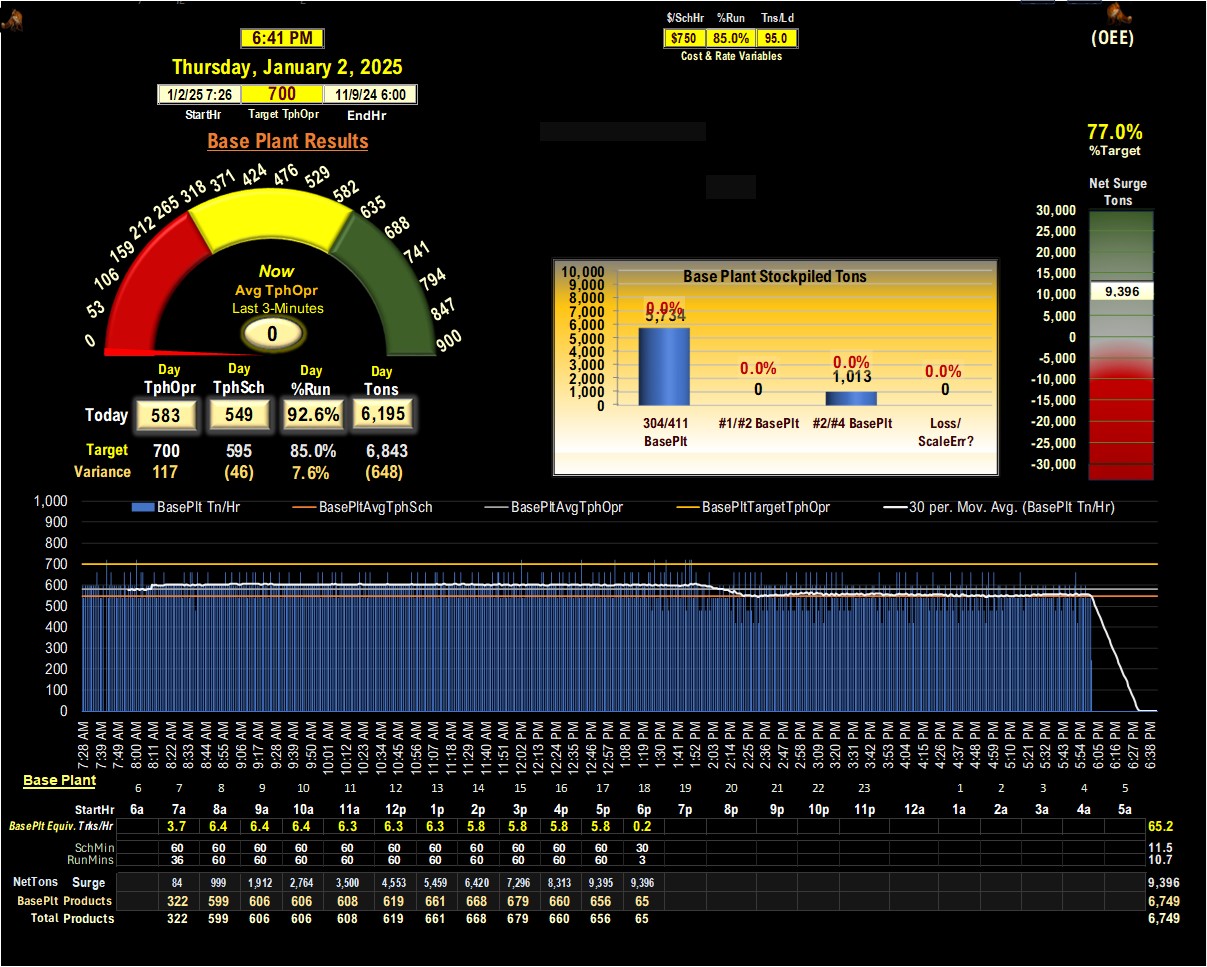 $/SchHr %Run Tns/Ld
6:41 PM
$750 85.0% 95.0
(OEE)
Cost & Rate Variables
Thursday, January 2, 2025
1/2/25 7:26 700 11/9/24 6:00
StartHr Target TphOpr EndHr
Base Plant Results
77.0%
%Target
Net Surge
Tons
0 53 106 159 212 265 318 371 424 476 529 582 635 688 741 794 847 900
Now
Avg TphOpr
Last 3-Minutes
0
30,000
25,000
20,000
15,000
10,000
5,000
0
-5,000
-10,000
-15,000
-20,000
-25,000
-30,000
9,396
Base Plant Stockpiled Tons
10,000
9,000
8,000
7,000
6,000
5,000
4,000
3,000
2,000
1,000
0
0.0% 0.0% 0.0% 0.0%
5,734 0 1,013 0
304/411 BasePlt
#1/#2 BasePlt
#2/#4 BasePlt
Loss/ ScaleErr?
Day Day Day Day
TphOpr TphSch %Run Tons
Today 583 549 92.6% 6,195
Target 700 595 85.0% 6,843
Variance 117 (46) 7.6% (648)
BasePlt Tn/Hr BasePltAvgTphSch BasePltAvgTphOpr BasePltTargetTphOpr 30 per. Mov. Avg. (BasePlt Tn/Hr)
1,000
900
800
700
600
500
400
300
200
100
0
7:28 AM 7:39 AM 7:49 AM 8:00 AM 8:11 AM 8:22 AM 8:33 AM 8:44 AM 8:55 AM 9:06 AM 9:17 AM 9:28 AM 9:39 AM 9:50 AM 10:01 AM 10:12 AM 10:23 AM 10:34 AM 10:45 AM 10:56 AM 11:07 AM 11:18 AM 11:29 AM 11:40 AM 11:51 AM 12:02 PM 12:13 PM 12:24 PM 12:35 PM 12:46 PM 12:57 PM 1:08 PM 1:19 PM 1:30 PM 1:41 PM 1:52 PM 2:03 PM 2:14 PM 2:25 PM 2:36 PM 2:47 PM 2:58 PM 3:09 PM 3:20 PM 3:31 PM 3:42 PM 3:53 PM 4:04 PM 4:15 PM 4:26 PM 4:37 PM 4:48 PM 4:59 PM 5:10 PM 5:21 PM 5:32 PM 5:43 PM 5:54 PM 6:05 PM 6:16 PM 6:27 PM 6:38 PM
Base Plant
6 7 8 9 10 11 12 13 14 15 16 17 18 19 20 21 22 23 1 2 3 4 5
StartHr 6a 7a 8a 9a 10a 11a 12p 1p 2p 3p 4p 5p 6p 7p 8p 9p 10p 11p 12a 1a 2a 3a 4a 5a
BasePlt Equiv. Trks/Hr 3.7 6.4 6.4 6.4 6.3 6.3 6.3 5.8 5.8 5.8 5.8 0.2 65.2
SchMin 60 60 60 60 60 60 60 60 60 60 60 30 11.5
RunMins 36 60 60 60 60 60 60 60 60 60 60 3 10.7
NetTons Surge 84 999 1,912 2,764 3,500 4,553 5,459 6,420 7,296 8,313 9,395 9,396 9,396
BasePlt Products 322 599 606 606 608 619 661 668 679 660 656 65 6,749
Total Products 322 599 606 606 608 619 661 668 679 660 656 65 6,749